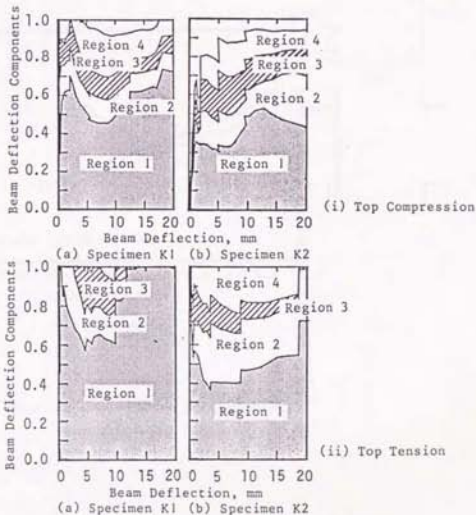 Beam Deflection Components
1.0
0.8
0.6
0.4
0.2
0.0
Region 4
Region 3
Region 2
Region 1
Region 4
Region 3
Region 2
Region 1
0 5 10 15 20 0 5 10 15 20
(i) Top Compression
Beam Deflection, mm
(a) Specimen K1 (b) Specimen K2
Beam Deflection Components
1.0
0.8
0.6
0.4
0.2
0.0
Region 3
Region 2
Region 1
Region 4
Region 3
Region 2
Region 1
(ii) Top Tension
0 5 10 15 20 0 5 10 15 20
Beam Deflection, mm
(a) Specimen K1 (b) Specimen K2